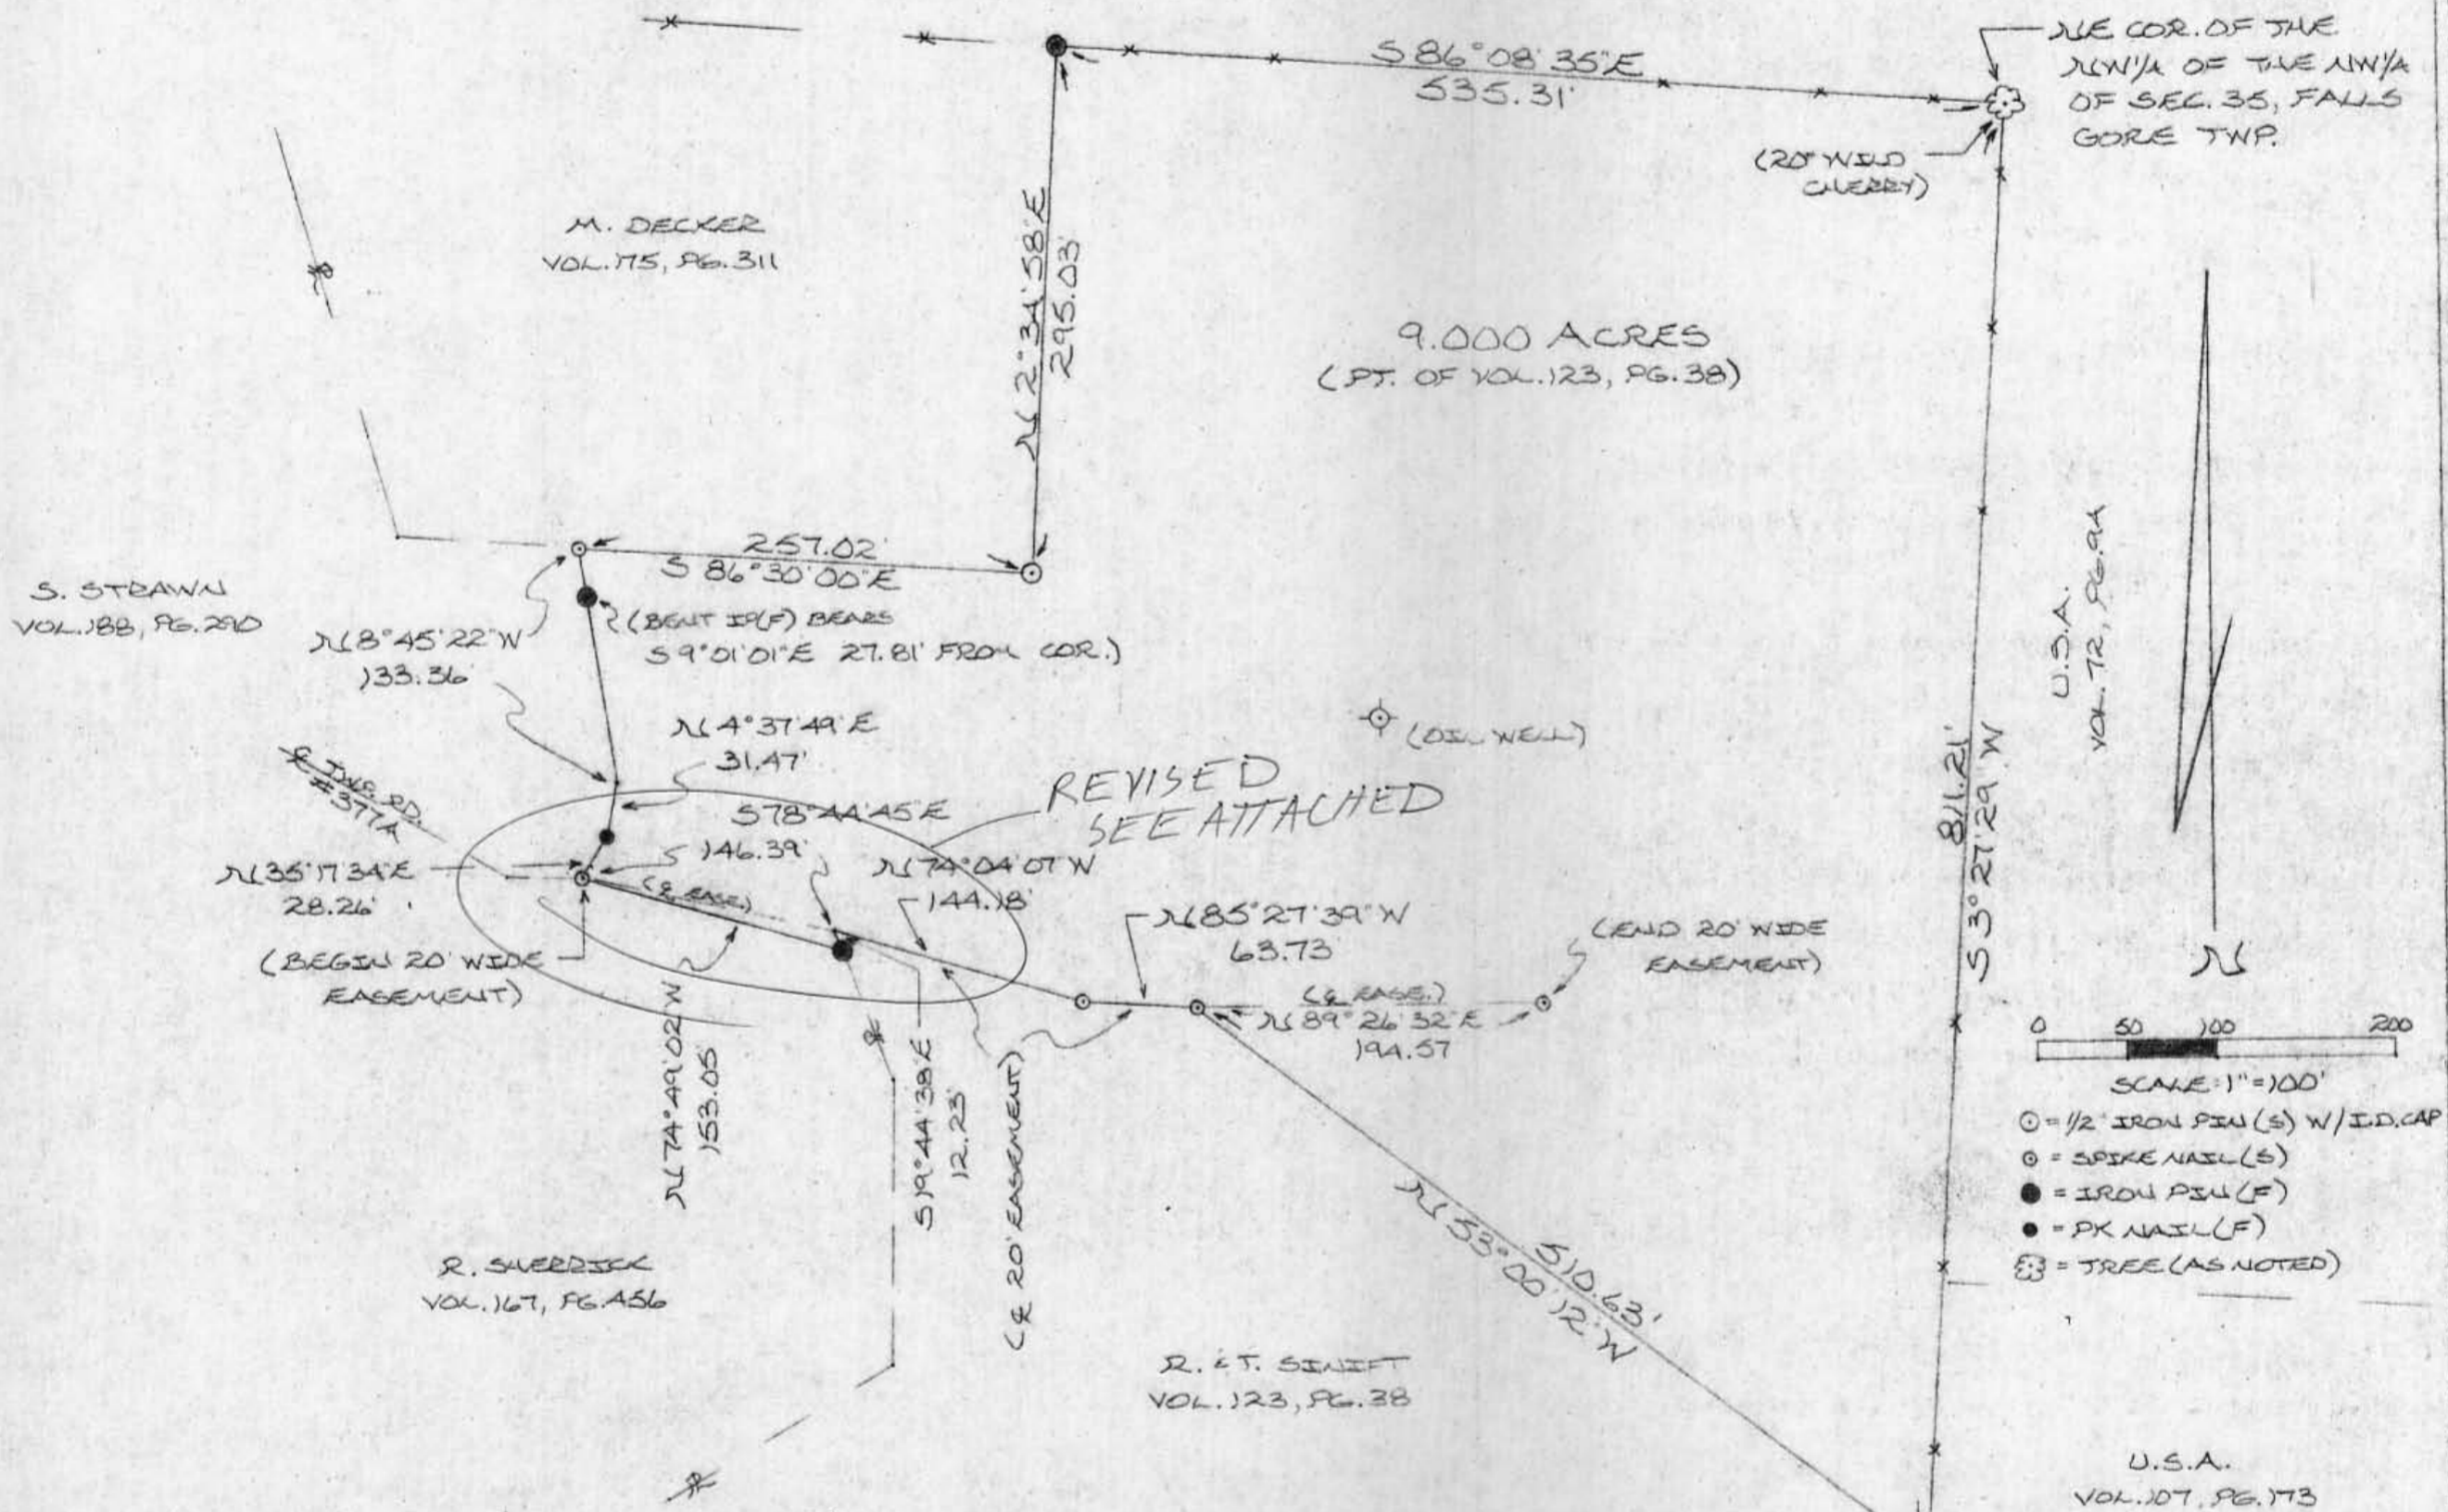 S 86°08'35"E
535.31'
NE COR. OF THE
NW1/4 OF THE NW1/4
OF SEC. 35, FALLS
GORE TWP.
(20" WILD
CHERRY)
M. DECKER
VOL. 175, PG. 311
N 2°34'58"E
295.03'
9.000 ACRES
(PT. OF VOL. 123, PG. 38)
257.02'
S 86°30'00"E
S. STRAWN
VOL. 188, PG. 290
N 8°45'22"W
133.36'
(BENT IP(F) BEARS
S 9°01'01"E 27.81' FROM COR.)
U.S.A.
VOL. 72, PG. 94
N 4°37'49"E
31.47'
(OIL WELL)
REVISED
SEE ATTACHED
℄ TWP. RD.
#377A
S 78°44'45"E
146.39'
N 35°17'34"E
28.26'
(℄ EASE.)
N 74°04'07"W
144.18'
811.21'
S 3°27'29"W
(BEGIN 20' WIDE
EASEMENT)
N 85°27'39"W
63.73'
(END 20' WIDE
EASEMENT)
(℄ EASE.)
N 89°26'32"E
194.57'
N 74°49'02"W
153.05'
S 19°44'38"E
12.23'
(℄ 20' EASEMENT)
N
0 50 100 200
SCALE: 1"=100'
= 1/2" IRON PIN (S) W/ I.D. CAP
= SPIKE NAIL (S)
= IRON PIN (F)
= PK NAIL (F)
= TREE (AS NOTED)
R. SHERRICK
VOL. 167, PG. 456
510.63'
N 53°00'12"W
R. & T. SINIFT
VOL. 123, PG. 38
U.S.A.
VOL. 107, PG. 173